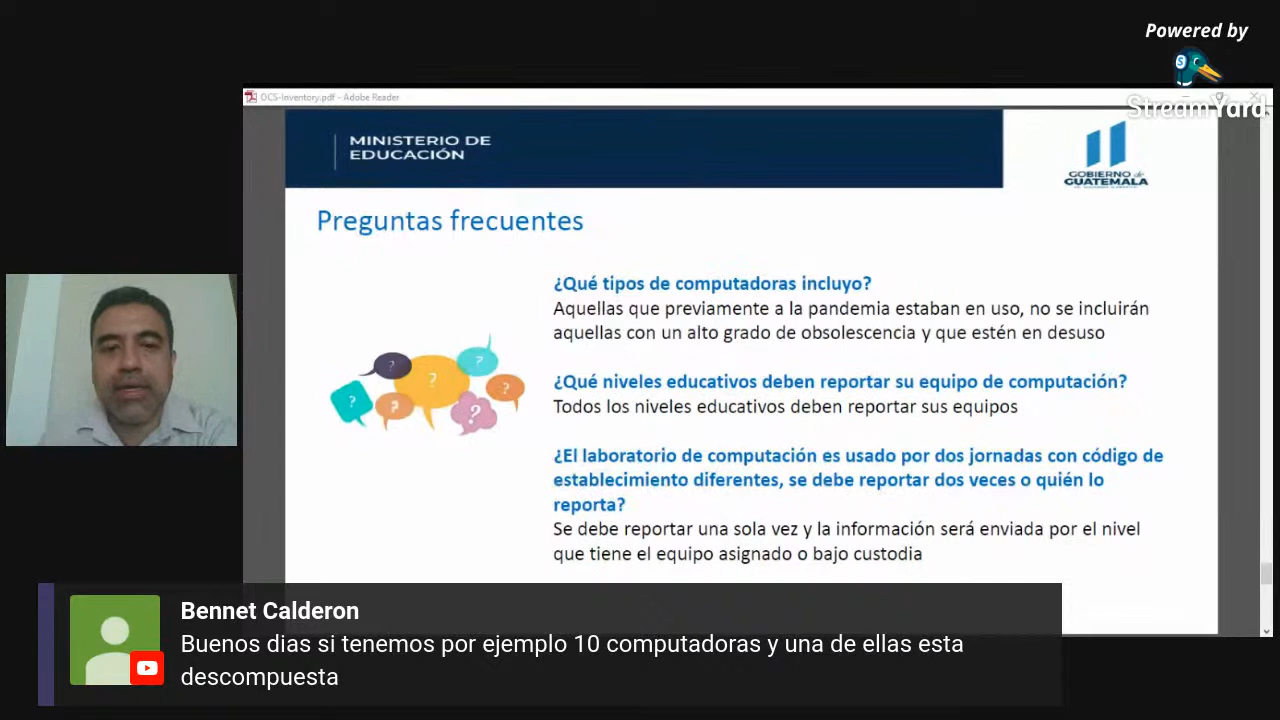 Powered by
StreamYard
OCS-Inventory.pdf - Adobe Reader
MINISTERIO DE
EDUCACIÓN
GOBIERNO de
GUATEMALA
Preguntas frecuentes
¿Qué tipos de computadoras incluyo?
Aquellas que previamente a la pandemia estaban en uso, no se incluirán
aquellas con un alto grado de obsolescencia y que estén en desuso
¿Qué niveles educativos deben reportar su equipo de computación?
Todos los niveles educativos deben reportar sus equipos
¿El laboratorio de computación es usado por dos jornadas con código de
establecimiento diferentes, se debe reportar dos veces o quién lo
reporta?
Se debe reportar una sola vez y la información será enviada por el nivel
que tiene el equipo asignado o bajo custodia
Bennet Calderon
Buenos dias si tenemos por ejemplo 10 computadoras y una de ellas esta
descompuesta